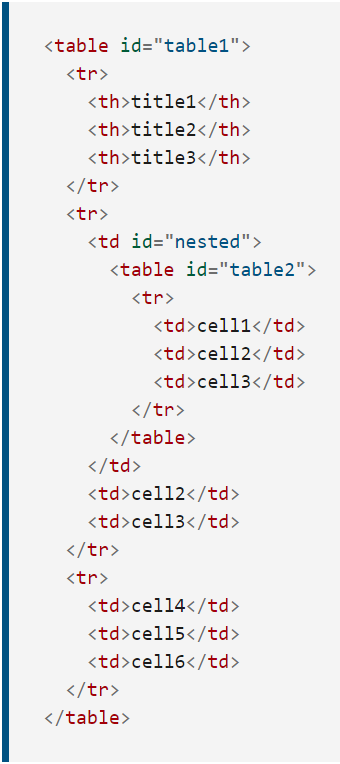 <table id="table1">
  <tr>
    <th>title1</th>
    <th>title2</th>
    <th>title3</th>
  </tr>
  <tr>
    <td id="nested">
      <table id="table2">
        <tr>
          <td>cell1</td>
          <td>cell2</td>
          <td>cell3</td>
        </tr>
      </table>
    </td>
    <td>cell2</td>
    <td>cell3</td>
  </tr>
  <tr>
    <td>cell4</td>
    <td>cell5</td>
    <td>cell6</td>
  </tr>
</table>